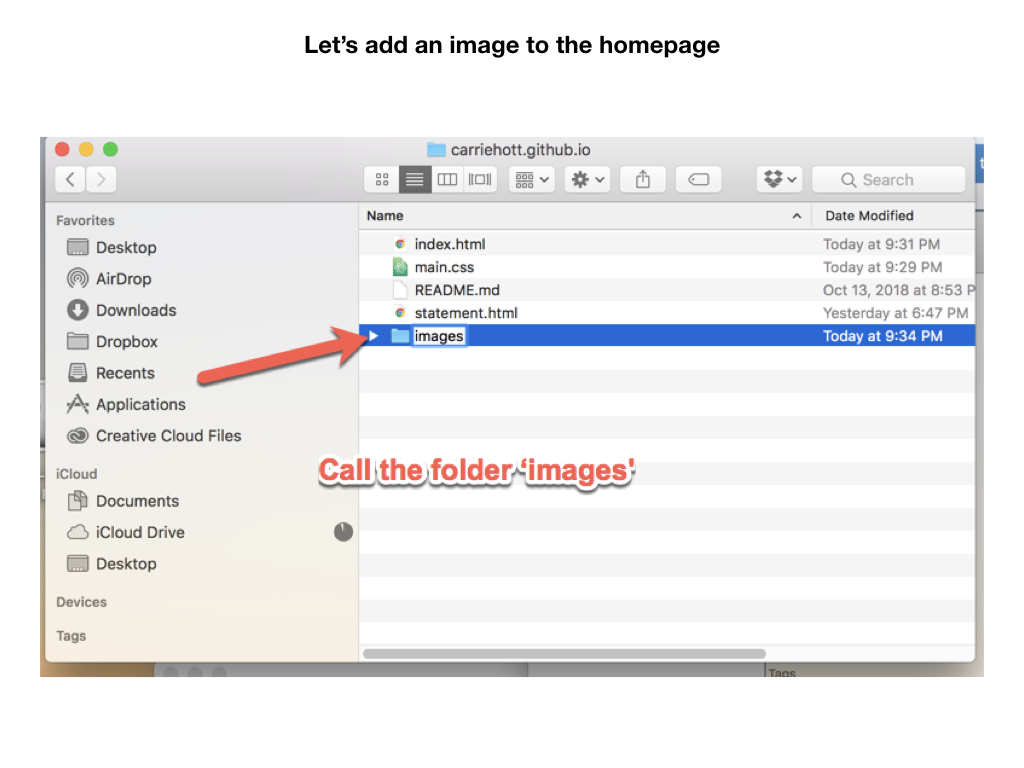 Let’s add an image to the homepage
carriehott.github.io
Search
Favorites
Desktop
AirDrop
Downloads
Dropbox
Recents
Applications
Creative Cloud Files
iCloud
Documents
iCloud Drive
Desktop
Devices
Tags
Name Date Modified
index.html Today at 9:31 PM
main.css Today at 9:29 PM
README.md Oct 13, 2018 at 8:53 P
statement.html Yesterday at 6:47 PM
images Today at 9:34 PM
Call the folder ‘images'
Tags